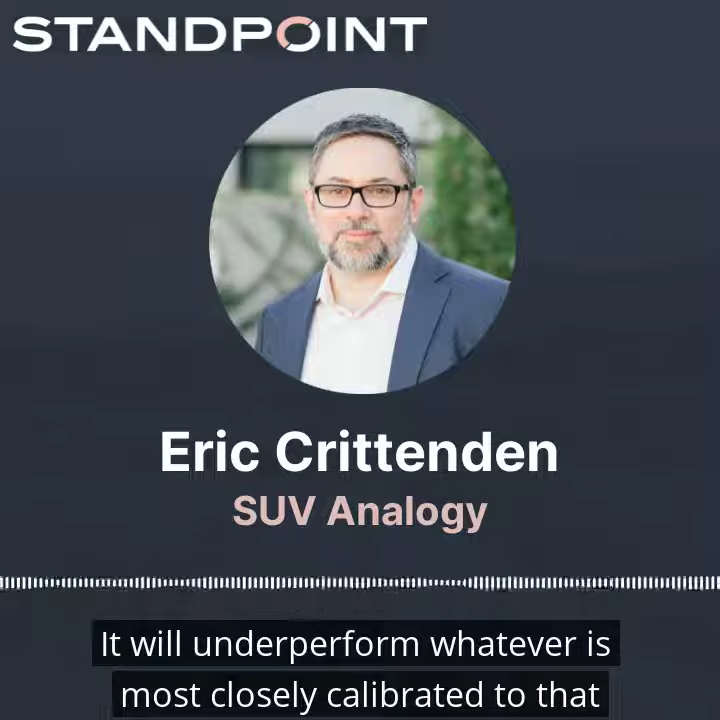 STANDPOINT
Eric Crittenden
SUV Analogy
It will underperform whatever is
most closely calibrated to that